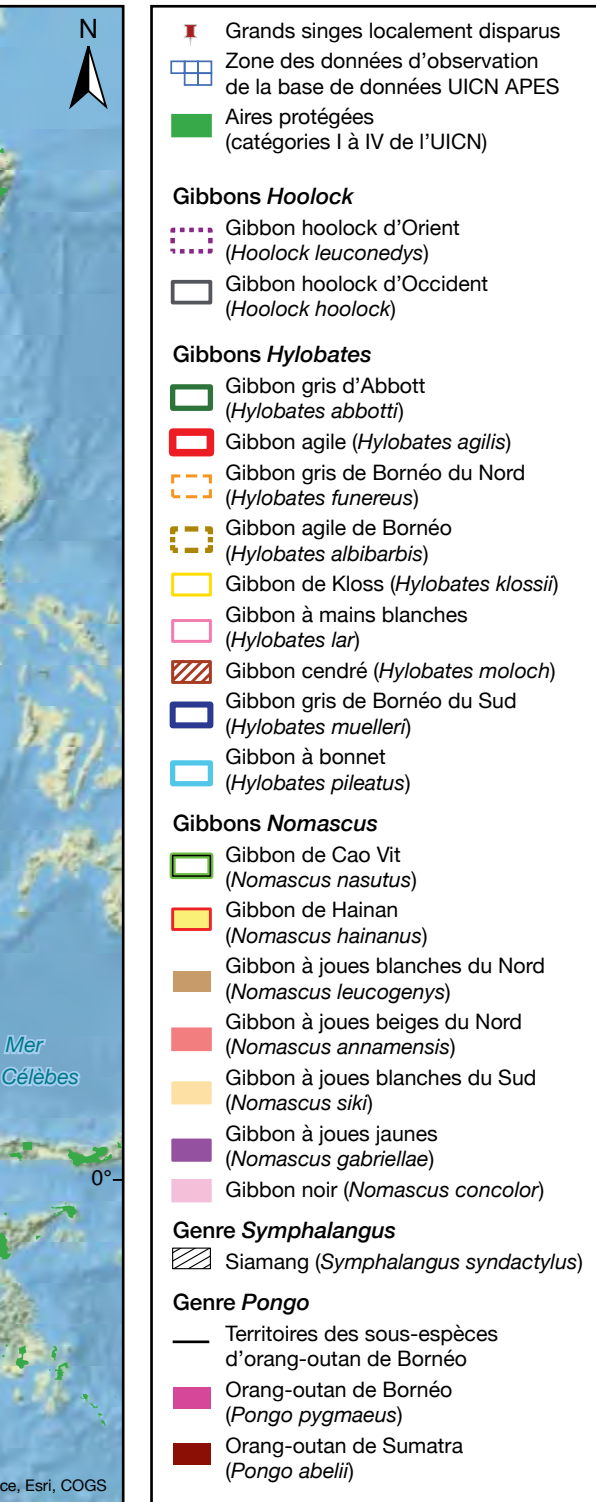 N
Mer
Célèbes
0°
ce, Esri, COGS
Grands singes localement disparus
Zone des données d'observation
de la base de données UICN APES
Aires protégées
(catégories I à IV de l'UICN)
Gibbons Hoolock
Gibbon hoolock d'Orient
(Hoolock leuconedys)
Gibbon hoolock d'Occident
(Hoolock hoolock)
Gibbons Hylobates
Gibbon gris d'Abbott
(Hylobates abbotti)
Gibbon agile (Hylobates agilis)
Gibbon gris de Bornéo du Nord
(Hylobates funereus)
Gibbon agile de Bornéo
(Hylobates albibarbis)
Gibbon de Kloss (Hylobates klossii)
Gibbon à mains blanches
(Hylobates lar)
Gibbon cendré (Hylobates moloch)
Gibbon gris de Bornéo du Sud
(Hylobates muelleri)
Gibbon à bonnet
(Hylobates pileatus)
Gibbons Nomascus
Gibbon de Cao Vit
(Nomascus nasutus)
Gibbon de Hainan
(Nomascus hainanus)
Gibbon à joues blanches du Nord
(Nomascus leucogenys)
Gibbon à joues beiges du Nord
(Nomascus annamensis)
Gibbon à joues blanches du Sud
(Nomascus siki)
Gibbon à joues jaunes
(Nomascus gabriellae)
Gibbon noir (Nomascus concolor)
Genre Symphalangus
Siamang (Symphalangus syndactylus)
Genre Pongo
Territoires des sous-espèces
d'orang-outan de Bornéo
Orang-outan de Bornéo
(Pongo pygmaeus)
Orang-outan de Sumatra
(Pongo abelii)